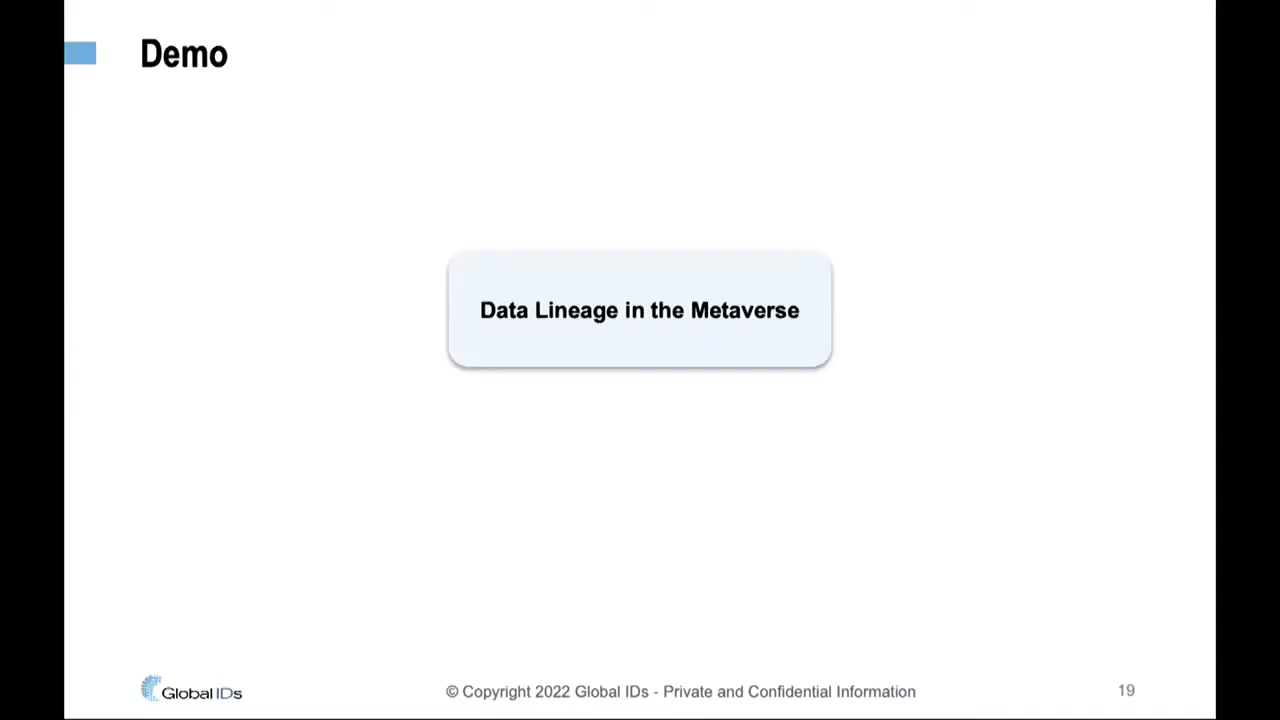 Demo
Data Lineage in the Metaverse
Global IDs
© Copyright 2022 Global IDs - Private and Confidential Information
19